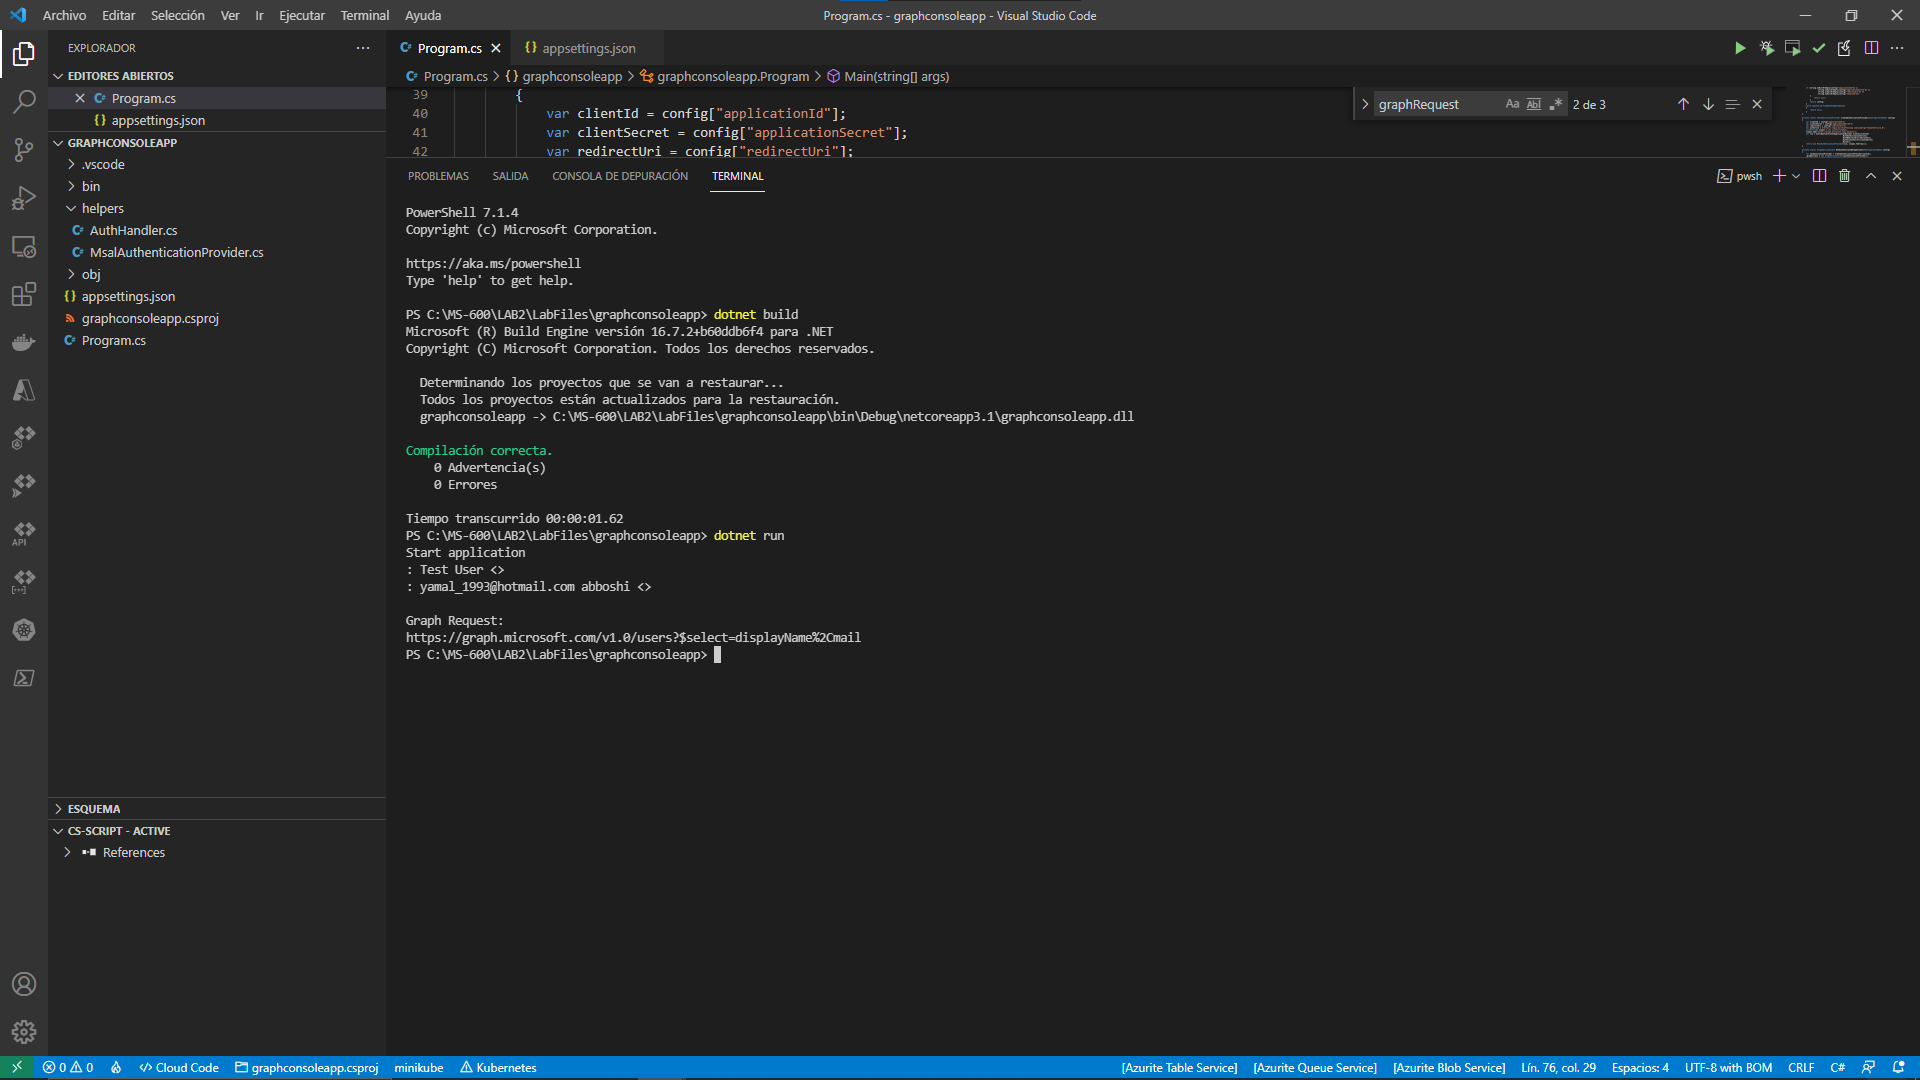 Archivo Editar Selección Ver Ir Ejecutar Terminal Ayuda
Program.cs - graphconsoleapp - Visual Studio Code
EXPLORADOR
EDITORES ABIERTOS
Program.cs
appsettings.json
GRAPHCONSOLEAPP
.vscode
bin
helpers
AuthHandler.cs
MsalAuthenticationProvider.cs
obj
appsettings.json
graphconsoleapp.csproj
Program.cs
ESQUEMA
CS-SCRIPT - ACTIVE
References
Program.cs appsettings.json
Program.cs > {} graphconsoleapp > graphconsoleapp.Program > Main(string[] args)
39 {
40 var clientId = config["applicationId"];
41 var clientSecret = config["applicationSecret"];
42 var redirectUri = config["redirectUri"];
graphRequest Aa Abl 2 de 3
PROBLEMAS SALIDA CONSOLA DE DEPURACIÓN TERMINAL
pwsh
PowerShell 7.1.4
Copyright (c) Microsoft Corporation.
https://aka.ms/powershell
Type 'help' to get help.
PS C:\MS-600\LAB2\LabFiles\graphconsoleapp> dotnet build
Microsoft (R) Build Engine versión 16.7.2+b60ddb6f4 para .NET
Copyright (C) Microsoft Corporation. Todos los derechos reservados.
Determinando los proyectos que se van a restaurar...
Todos los proyectos están actualizados para la restauración.
graphconsoleapp -> C:\MS-600\LAB2\LabFiles\graphconsoleapp\bin\Debug\netcoreapp3.1\graphconsoleapp.dll
Compilación correcta.
0 Advertencia(s)
0 Errores
Tiempo transcurrido 00:00:01.62
PS C:\MS-600\LAB2\LabFiles\graphconsoleapp> dotnet run
Start application
: Test User <>
: yamal_1993@hotmail.com abboshi <>
Graph Request:
https://graph.microsoft.com/v1.0/users?$select=displayName%2Cmail
PS C:\MS-600\LAB2\LabFiles\graphconsoleapp>
API
0 0 Cloud Code graphconsoleapp.csproj minikube Kubernetes
[Azurite Table Service] [Azurite Queue Service] [Azurite Blob Service] Lín. 76, col. 29 Espacios: 4 UTF-8 with BOM CRLF C#